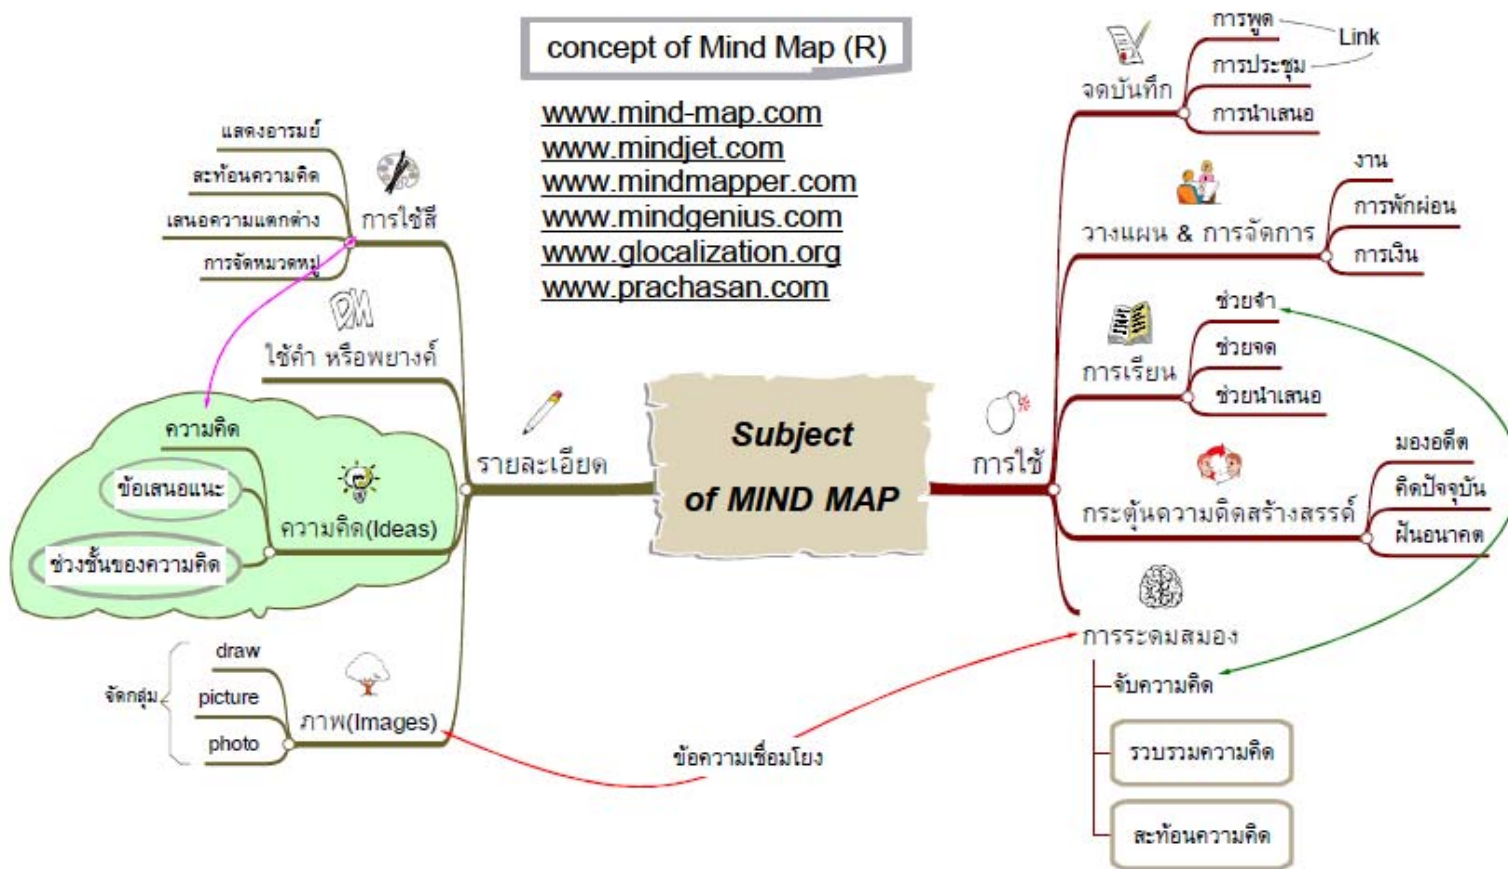 concept of Mind Map (R)
www.mind-map.com
www.mindjet.com
www.mindmapper.com
www.mindgenius.com
www.glocalization.org
www.prachasan.com
Subject
of MIND MAP
รายละเอียด
การใช้สี
แสดงอารมย์
สะท้อนความคิด
เสนอความแตกต่าง
การจัดหมวดหมู่
ใช้คำ หรือพยางค์
ความคิด(Ideas)
ความคิด
ข้อเสนอแนะ
ช่วงชั้นของความคิด
ภาพ(Images)
draw
picture
photo
จัดกลุ่ม
ข้อความเชื่อมโยง
การใช้
จดบันทึก
การพูด
การประชุม
การนำเสนอ
Link
วางแผน & การจัดการ
งาน
การพักผ่อน
การเงิน
การเรียน
ช่วยจำ
ช่วยจด
ช่วยนำเสนอ
กระตุ้นความคิดสร้างสรรค์
มองอดีต
คิดปัจจุบัน
ฝันอนาคต
การระดมสมอง
จับความคิด
รวบรวมความคิด
สะท้อนความคิด